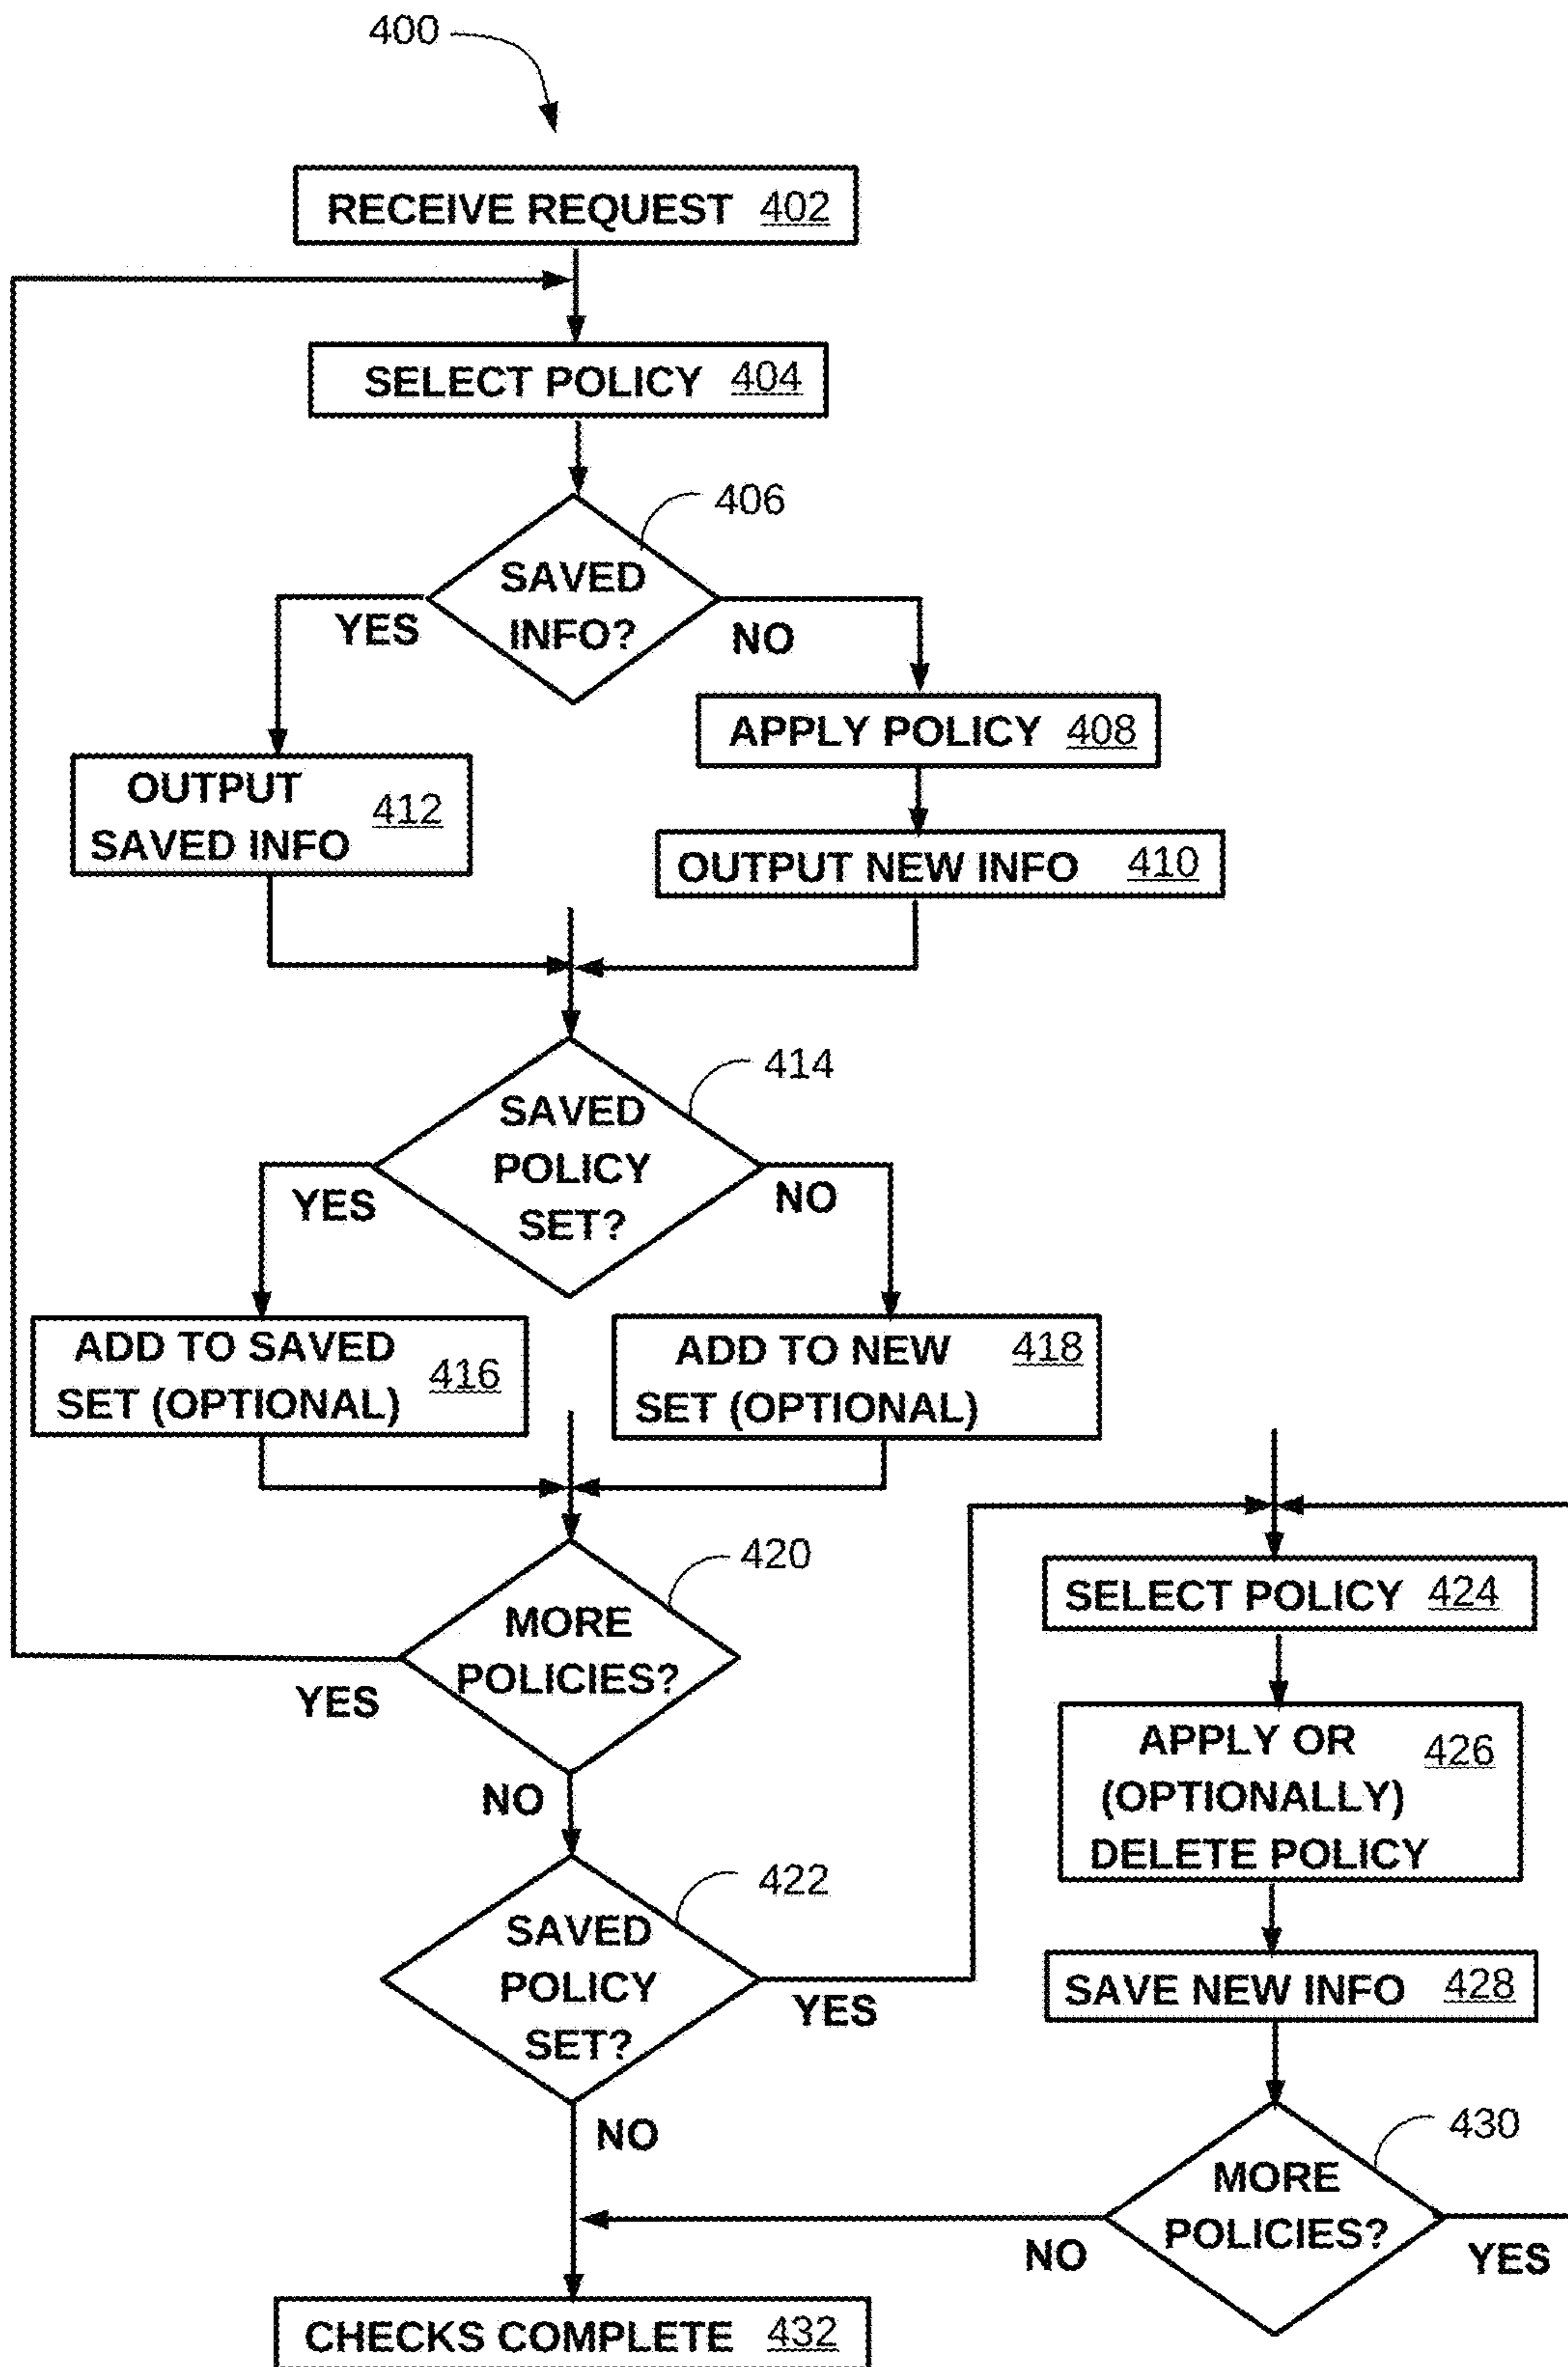 400
RECEIVE REQUEST 402
SELECT POLICY 404
406
SAVED
INFO?
YES
NO
APPLY POLICY 408
OUTPUT
SAVED INFO
412
OUTPUT NEW INFO 410
414
SAVED
POLICY
SET?
YES
NO
ADD TO SAVED
SET (OPTIONAL)
416
ADD TO NEW
SET (OPTIONAL)
418
420
MORE
POLICIES?
YES
NO
422
SAVED
POLICY
SET?
YES
NO
SELECT POLICY 424
APPLY OR
(OPTIONALLY)
DELETE POLICY
426
SAVE NEW INFO 428
430
MORE
POLICIES?
NO
YES
CHECKS COMPLETE 432